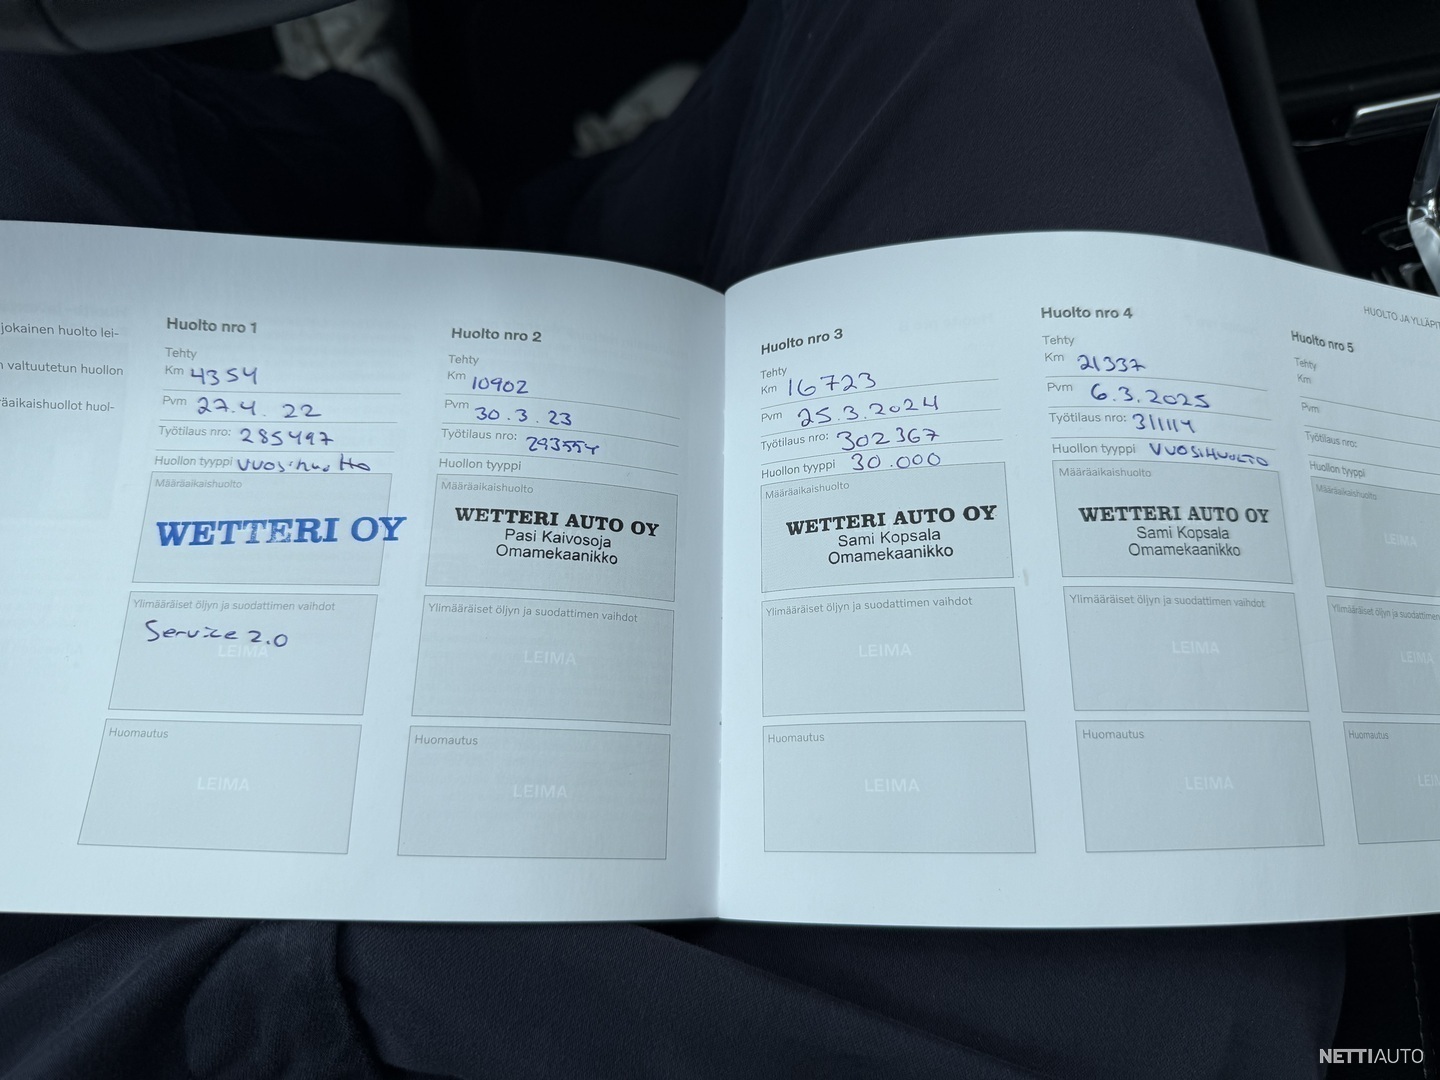 jokainen huolto lei-
valtuutetun huollon
äaikaishuollot huol-
Huolto nro 1
Tehty
Km 4354
Pvm 27.4. 22
Työtilaus nro: 285497
Huollon tyyppi vuosihuolto
Määräaikaishuolto
WETTERI OY
Ylimääräiset öljyn ja suodattimen vaihdot
Service 2.0
LEIMA
Huomautus
LEIMA
Huolto nro 2
Tehty
Km 10902
Pvm 30.3.23
Työtilaus nro: 293554
Huollon tyyppi
Määräaikaishuolto
WETTERI AUTO OY
Pasi Kaivosoja
Omamekaanikko
Ylimääräiset öljyn ja suodattimen vaihdot
LEIMA
Huomautus
LEIMA
Huolto nro 3
Tehty
Km 16723
Pvm 25.3.2024
Työtilaus nro: 302367
Huollon tyyppi 30.000
Määräaikaishuolto
WETTERI AUTO OY
Sami Kopsala
Omamekaanikko
Ylimääräiset öljyn ja suodattimen vaihdot
LEIMA
Huomautus
LEIMA
Huolto nro 4
Tehty
Km 21337
Pvm 6.3.2025
Työtilaus nro: 311114
Huollon tyyppi VUOSIHUOLTO
Määräaikaishuolto
WETTERI AUTO OY
Sami Kopsala
Omamekaanikko
Ylimääräiset öljyn ja suodattimen vaihdot
LEIMA
Huomautus
LEIMA
HUOLTO JA YLLÄPIT
Huolto nro 5
Tehty
Km
Pvm
Työtilaus nro:
Huollon tyyppi
Määräaikaishuolto
LEIMA
Ylimääräiset öljyn ja suodattimen
LEIMA
Huomautus
LEIM
NETTIAUTO